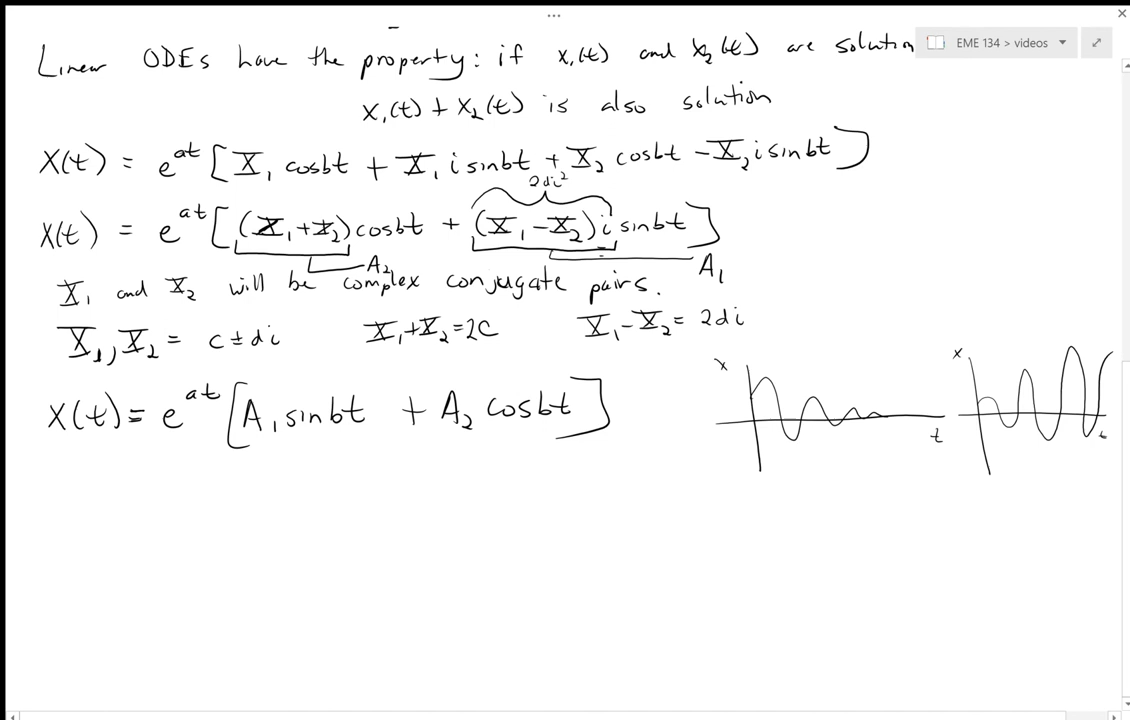 EME 134 > videos
Linear ODEs have the property: if x₁(t) and x₂(t) are solution
x₁(t) + x₂(t) is also solution
X(t) = e^{at} [X₁ cosbt + X₁ i sinbt + X₂ cosbt - X₂ i sinbt]
2di²
X(t) = e^{at} [(X₁+X₂) cosbt + (X₁-X₂) i sinbt]
A₂ A₁
X₁ and X₂ will be complex conjugate pairs.
X₁, X₂ = c ± di X₁+X₂ = 2c X₁-X₂ = 2di
X(t) = e^{at} [A₁ sinbt + A₂ cosbt]
x t x t